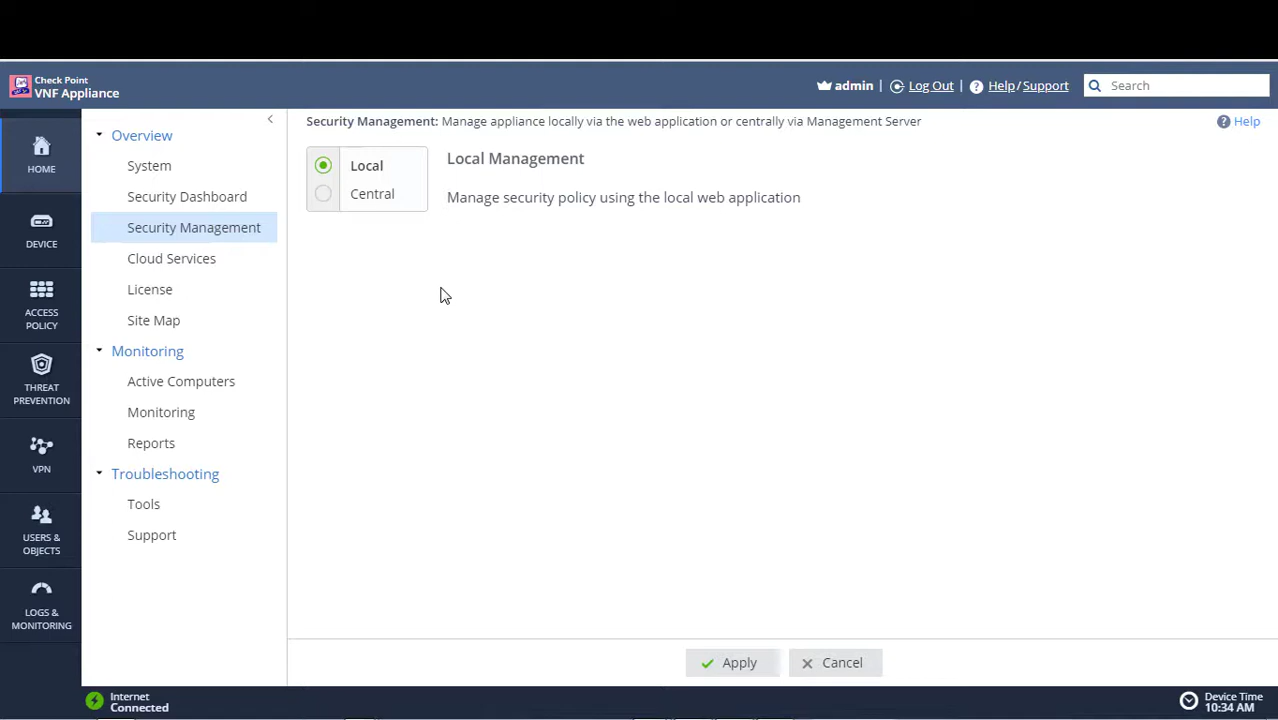 Check Point
VNF Appliance
admin | Log Out | Help/Support
Search
HOME
DEVICE
ACCESS
POLICY
THREAT
PREVENTION
VPN
USERS &
OBJECTS
LOGS &
MONITORING
Overview
System
Security Dashboard
Security Management
Cloud Services
License
Site Map
Monitoring
Active Computers
Monitoring
Reports
Troubleshooting
Tools
Support
Security Management: Manage appliance locally via the web application or centrally via Management Server
Help
Local
Central
Local Management
Manage security policy using the local web application
Apply
Cancel
Internet
Connected
Device Time
10:34 AM